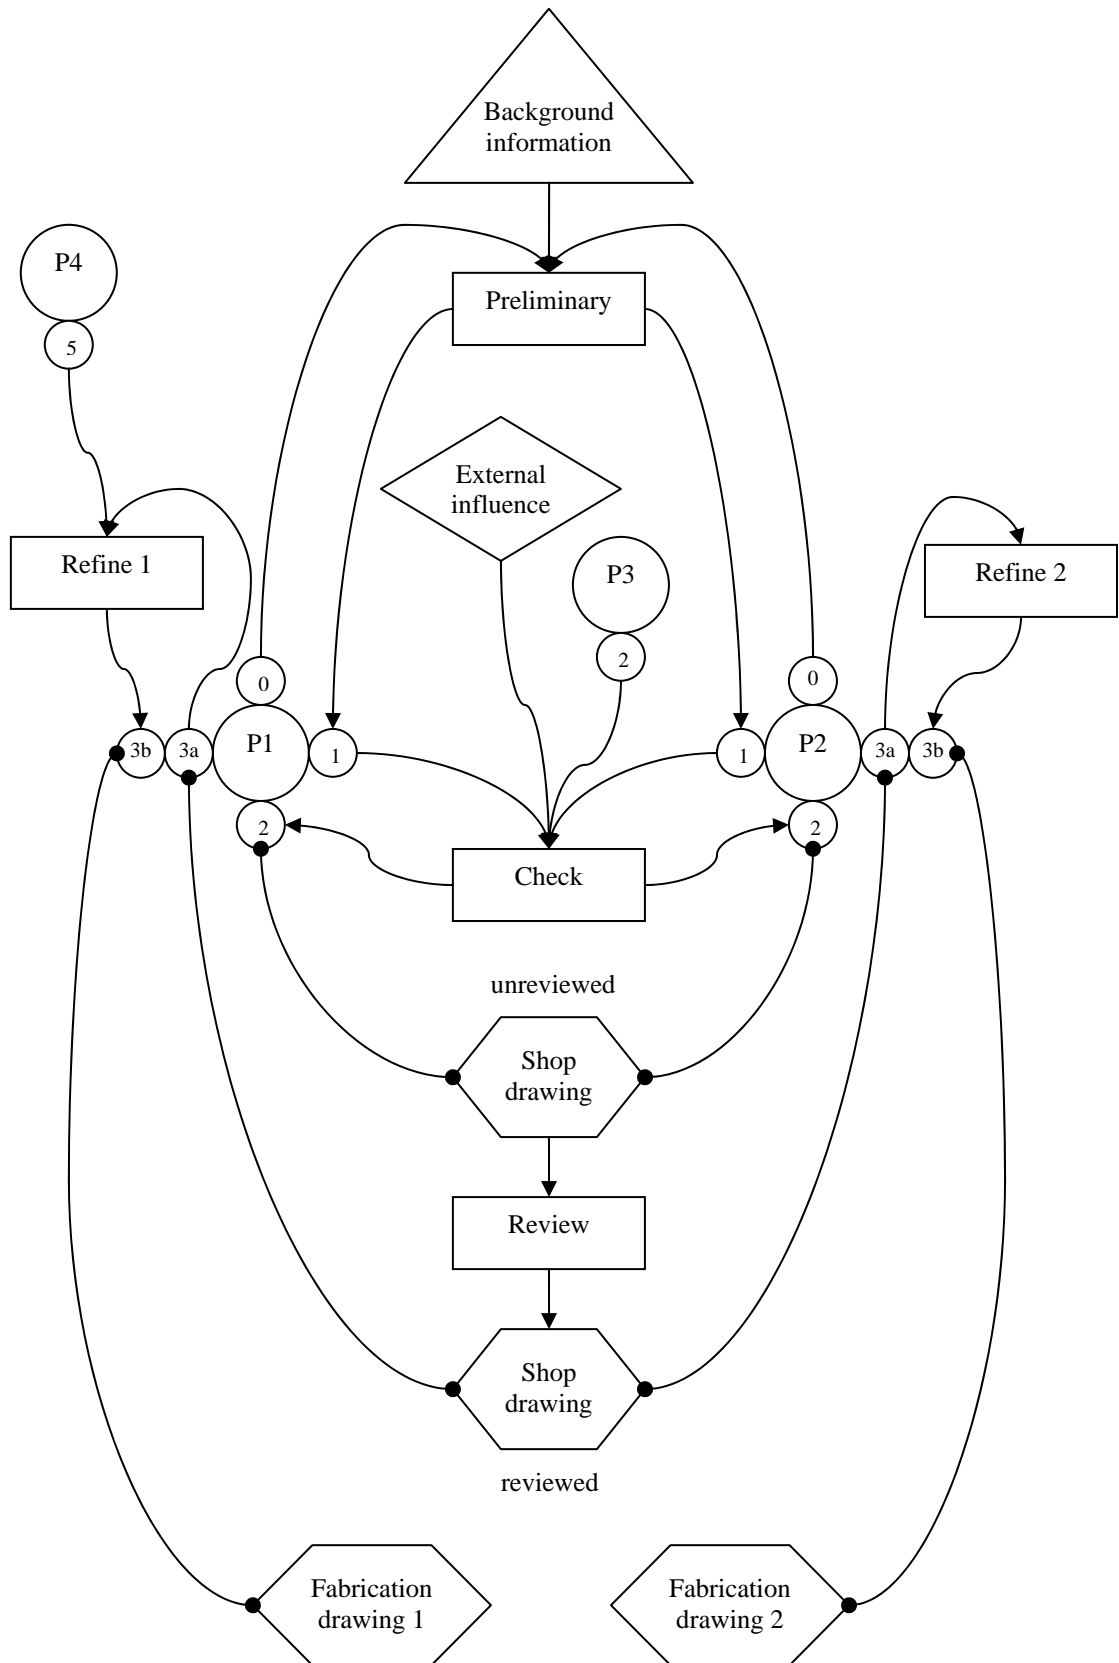 Background
information
P4
Preliminary
5
External
influence
Refine 1
P3
Refine 2
2
0
0
3b
3a
P1
1
1
P2
3a
3b
2
2
Check
unreviewed
Shop
drawing
Review
Shop
drawing
reviewed
Fabrication
drawing 1
Fabrication
drawing 2